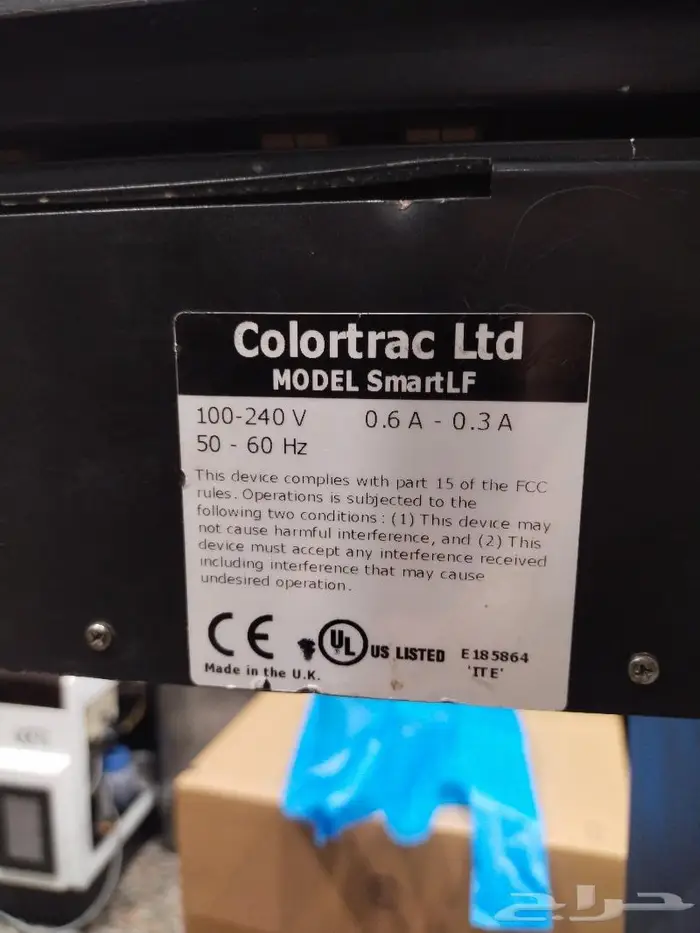 Colortrac Ltd
MODEL SmartLF
100-240 V 0.6 A - 0.3 A
50 - 60 Hz
This device complies with part 15 of the FCC
rules. Operations is subjected to the
following two conditions : (1) This device may
not cause harmful interference, and (2) This
device must accept any interference received
including interference that may cause
undesired operation.
CE UL US LISTED E185864
Made in the U.K. 'ITE'
حراج